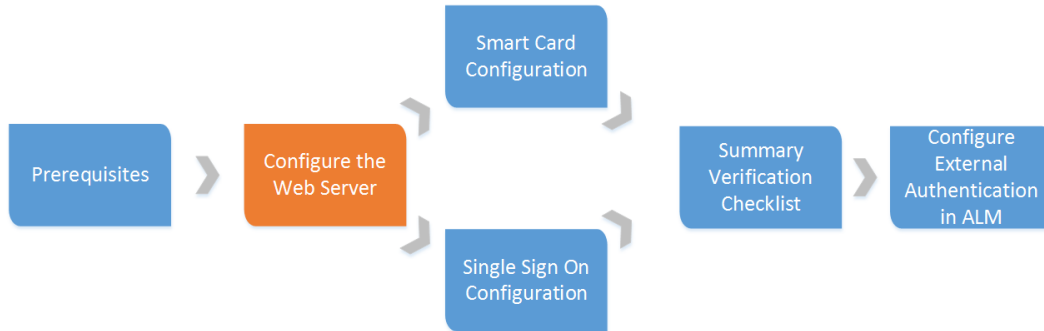 Smart Card
Configuration
Prerequisites
Configure the
Web Server
Summary
Verification
Checklist
Configure
External
Authentication
in ALM
Single Sign On
Configuration